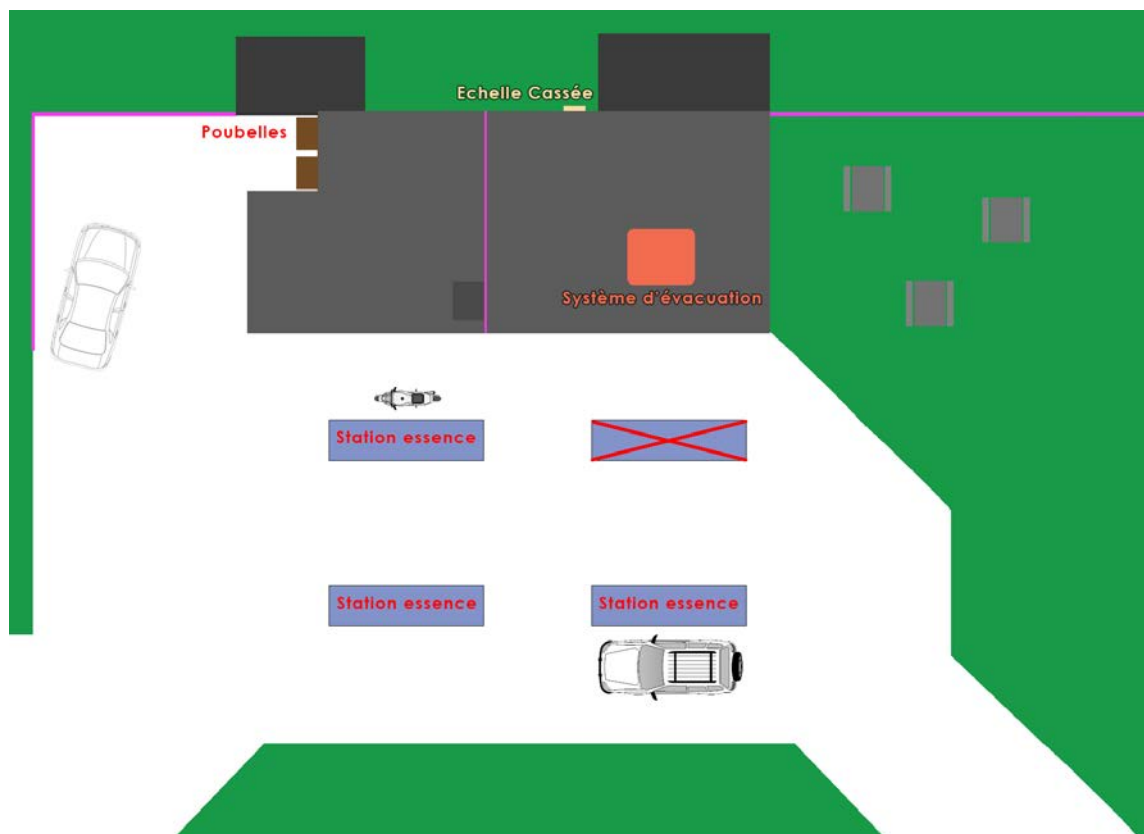 Echelle Cassée
Poubelles
Système d'évacuation
Station essence
Station essence
Station essence